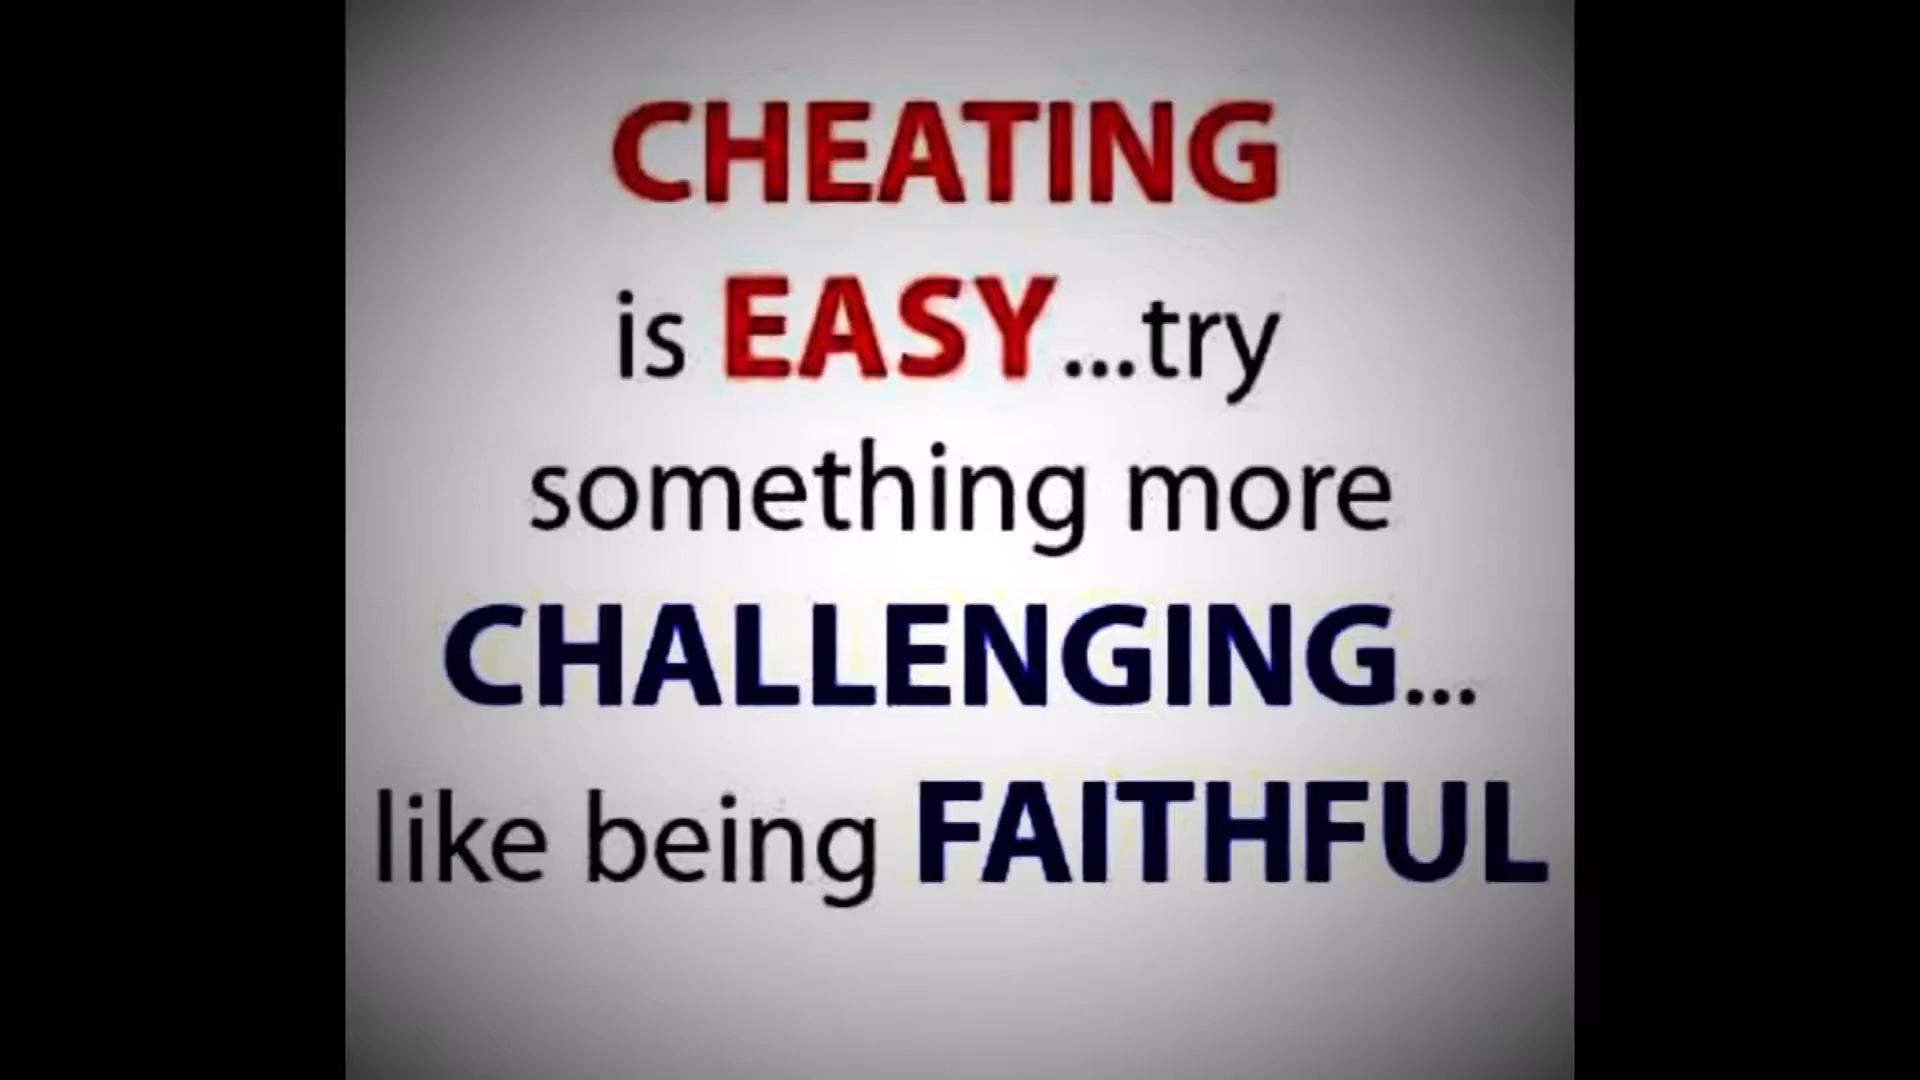 CHEATING
is EASY...try
something more
CHALLENGING...
like being FAITHFUL